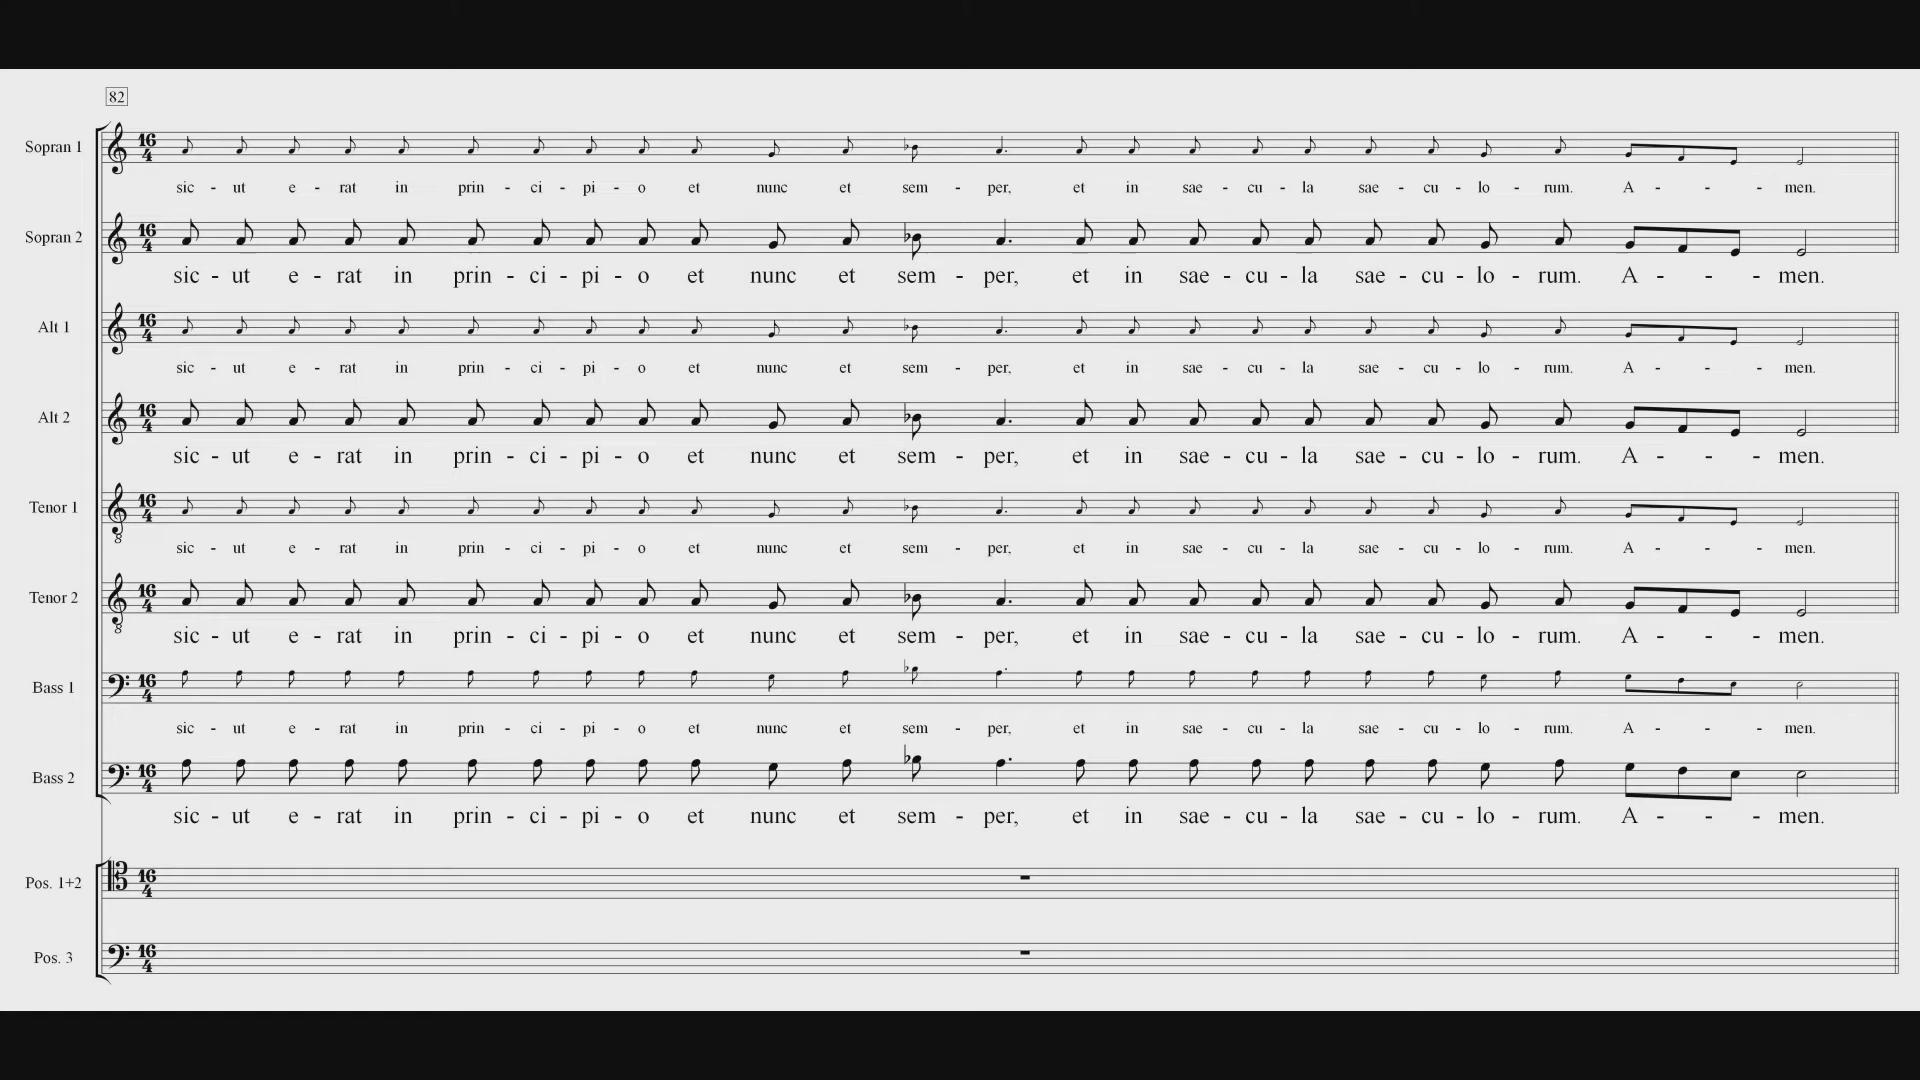 82
Sopran 1
16
4
sic - ut e - rat in prin - ci - pi - o et nunc et sem - per, et in sae - cu - la sae - cu - lo - rum. A - - - men.
Sopran 2
16
4
sic - ut e - rat in prin - ci - pi - o et nunc et sem - per, et in sae - cu - la sae - cu - lo - rum. A - - - men.
Alt 1
16
4
sic - ut e - rat in prin - ci - pi - o et nunc et sem - per, et in sae - cu - la sae - cu - lo - rum. A - - - men.
Alt 2
16
4
sic - ut e - rat in prin - ci - pi - o et nunc et sem - per, et in sae - cu - la sae - cu - lo - rum. A - - - men.
Tenor 1
16
4
8
sic - ut e - rat in prin - ci - pi - o et nunc et sem - per, et in sae - cu - la sae - cu - lo - rum. A - - - men.
Tenor 2
16
4
8
sic - ut e - rat in prin - ci - pi - o et nunc et sem - per, et in sae - cu - la sae - cu - lo - rum. A - - - men.
Bass 1
16
4
sic - ut e - rat in prin - ci - pi - o et nunc et sem - per, et in sae - cu - la sae - cu - lo - rum. A - - - men.
Bass 2
16
4
sic - ut e - rat in prin - ci - pi - o et nunc et sem - per, et in sae - cu - la sae - cu - lo - rum. A - - - men.
Pos. 1+2
16
4
Pos. 3
16
4